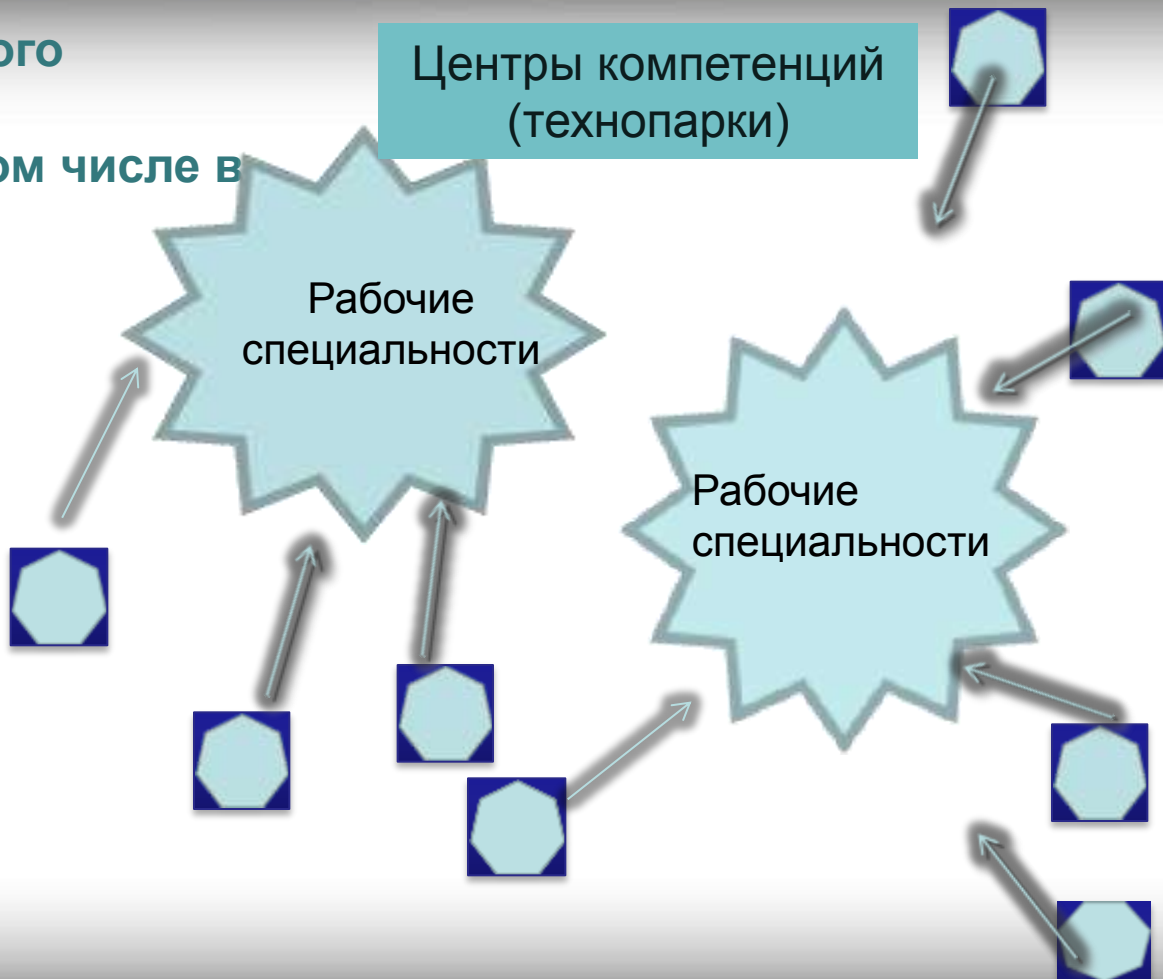 ого
ом числе в
Центры компетенций
(технопарки)
Рабочие
специальности
Рабочие
специальности